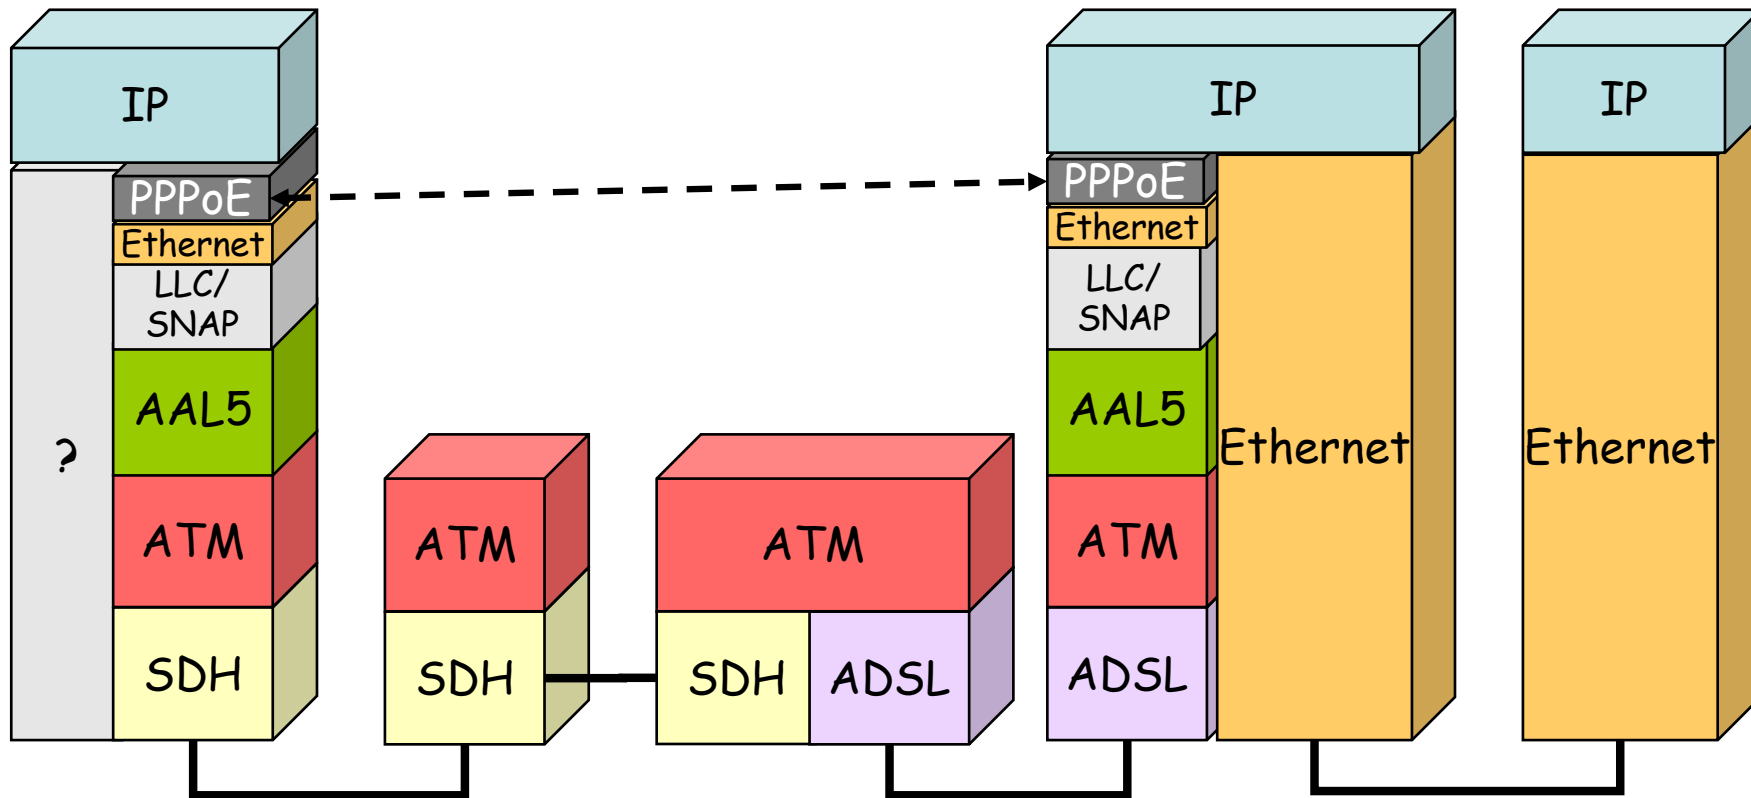 IP
PPPoE
Ethernet
LLC/
SNAP
AAL5
?
ATM
SDH
ATM
SDH
ATM
SDH
ADSL
IP
PPPoE
Ethernet
LLC/
SNAP
AAL5
ATM
ADSL
Ethernet
IP
Ethernet